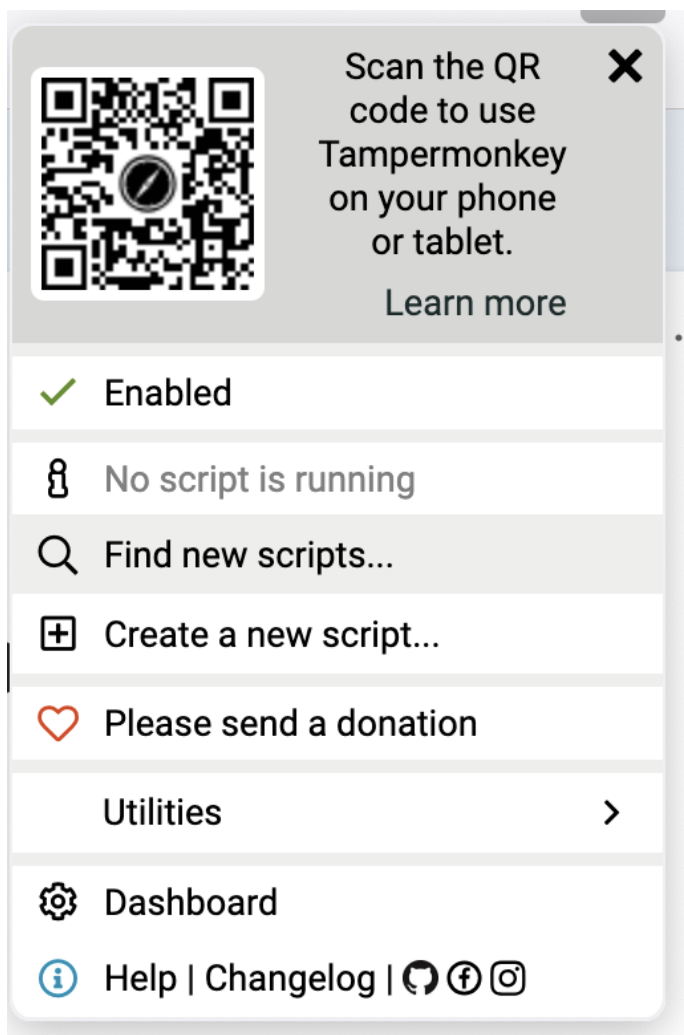 Scan the QR
code to use
Tampermonkey
on your phone
or tablet.
Learn more
Enabled
No script is running
Find new scripts...
Create a new script...
Please send a donation
Utilities
Dashboard
Help | Changelog |